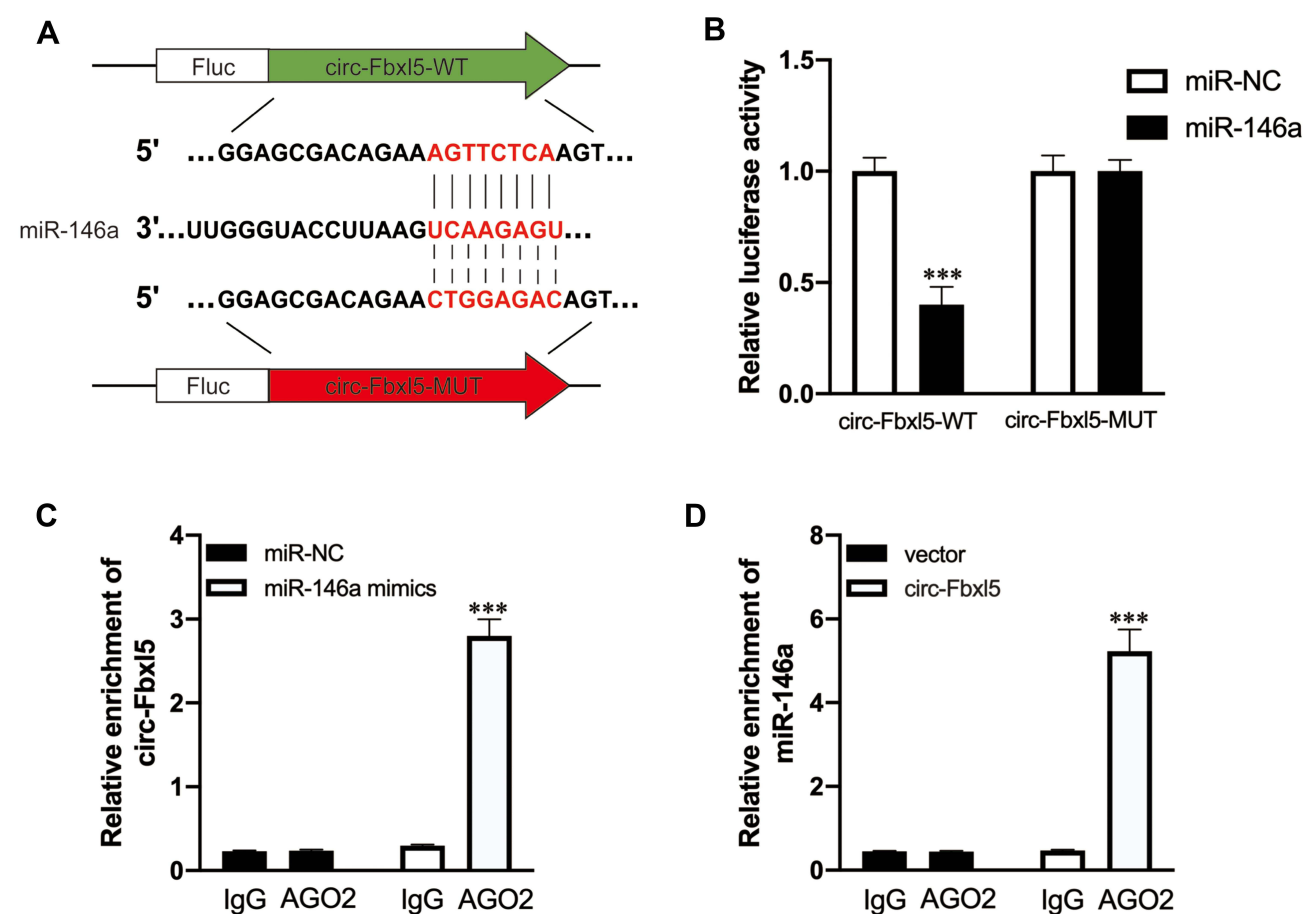 A
Fluc circ-Fbxl5-WT
5' ...GGAGCGACAGAAAGTTCTCAAAGT...
miR-146a 3'...UUGGGUACCUUAAGUCAAGAGU...
5' ...GGAGCGACAGAACTGGAGACAGT...
Fluc circ-Fbxl5-MUT
B
Relative luciferase activity
1.5
1.0
0.5
0.0
miR-NC
miR-146a
***
circ-Fbxl5-WT circ-Fbxl5-MUT
C
Relative enrichment of
circ-Fbxl5
4
3
2
1
0
miR-NC
miR-146a mimics
***
IgG AGO2 IgG AGO2
D
Relative enrichment of
miR-146a
8
6
4
2
0
vector
circ-Fbxl5
***
IgG AGO2 IgG AGO2